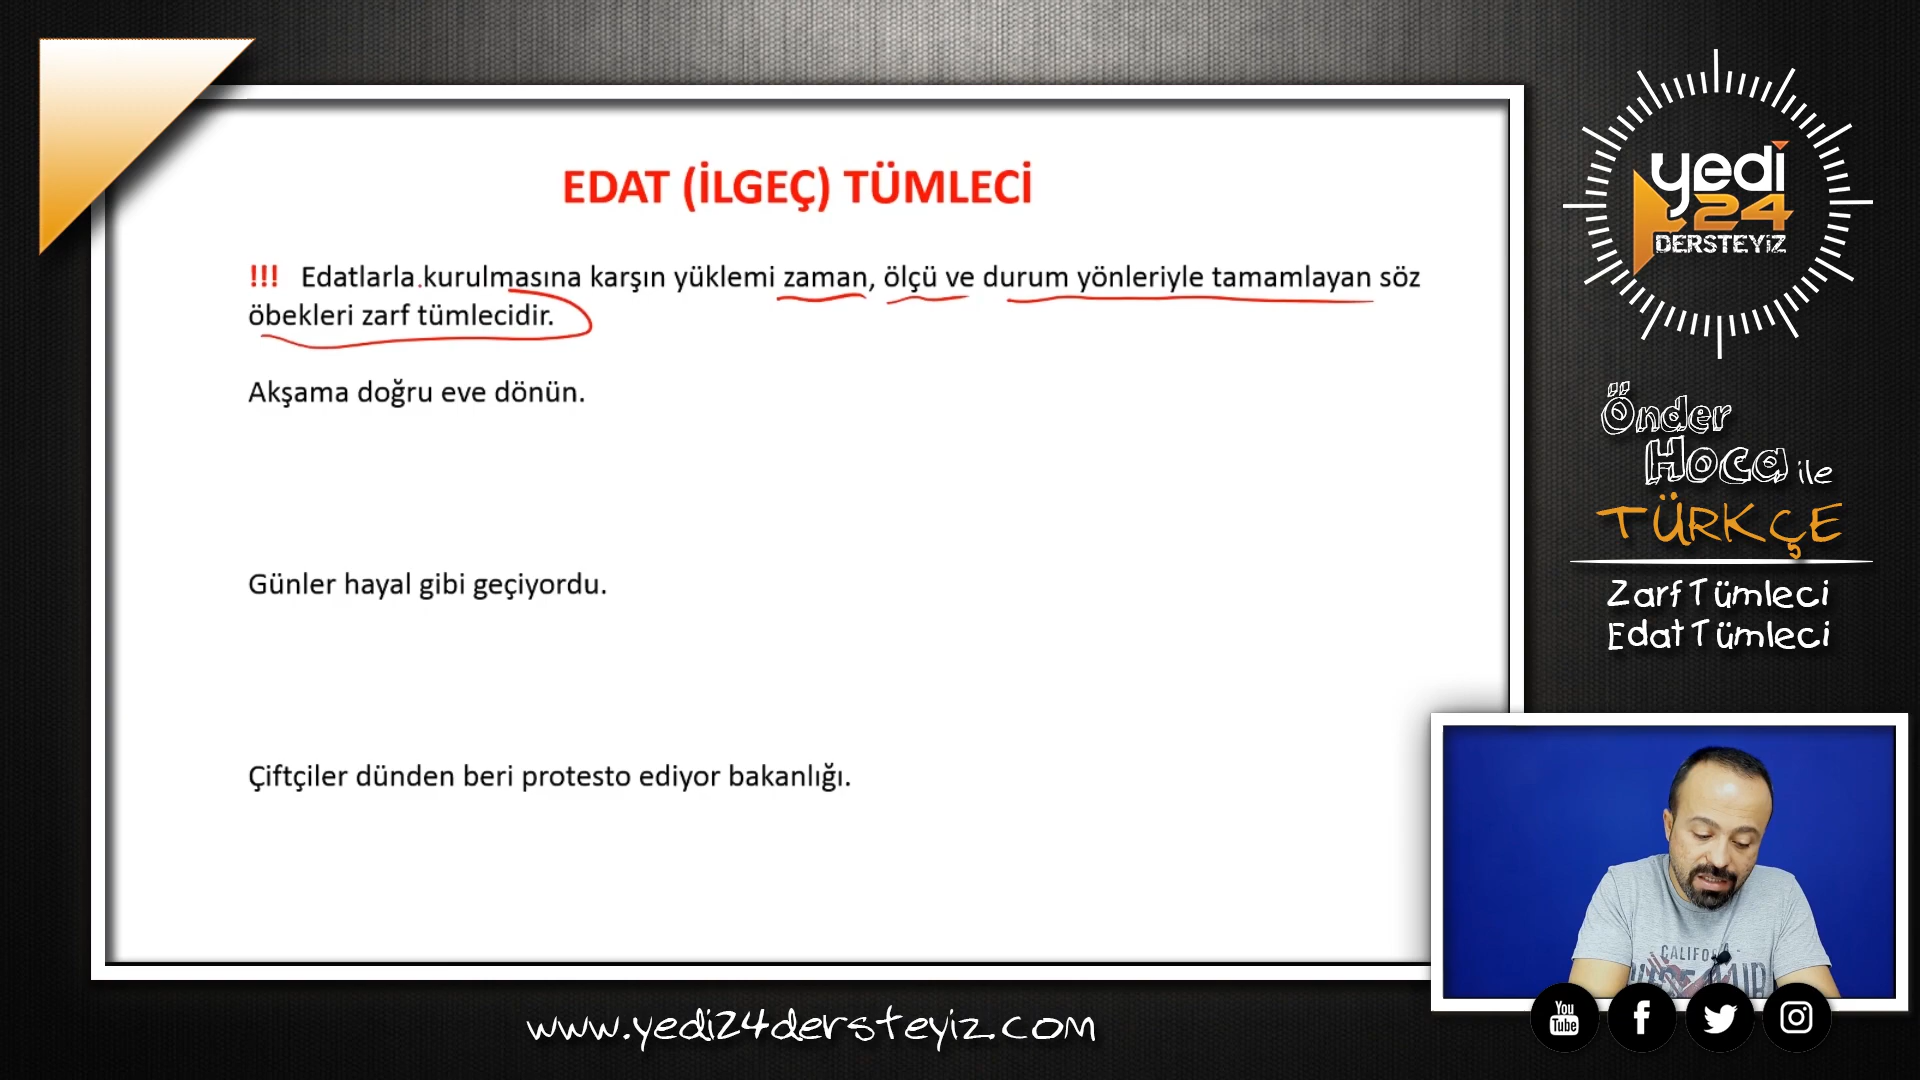 EDAT (İLGEÇ) TÜMLECİ
!!! Edatlarla kurulmasına karşın yüklemi zaman, ölçü ve durum yönleriyle tamamlayan söz
öbekleri zarf tümlecidir.
Akşama doğru eve dönün.
Günler hayal gibi geçiyordu.
Çiftçiler dünden beri protesto ediyor bakanlığı.
yedi
24
DERSTEYİZ
Önder
Hoca ile
TÜRKÇE
Zarf Tümleci
Edat Tümleci
www.yedi24dersteyiz.com
You
Tube